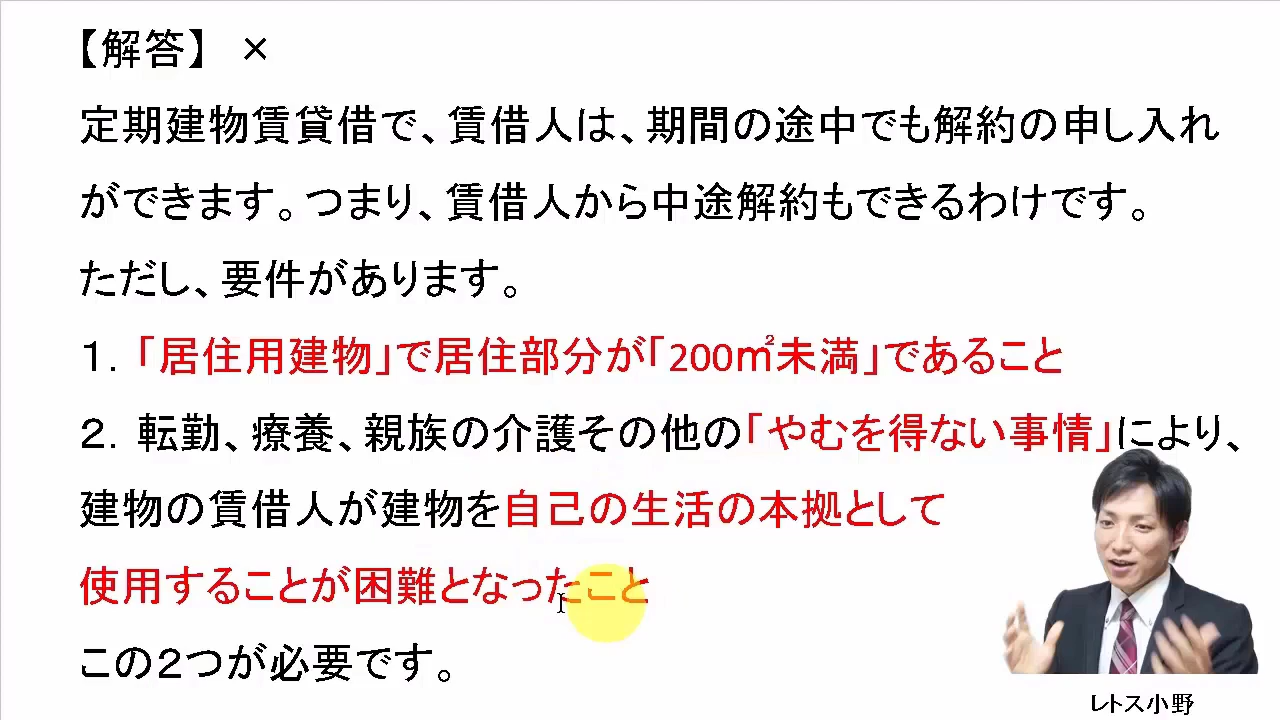 【解答】 ×
定期建物賃貸借で、賃借人は、期間の途中でも解約の申し入れ
ができます。つまり、賃借人から中途解約もできるわけです。
ただし、要件があります。
１．「居住用建物」で居住部分が「200㎡未満」であること
２．転勤、療養、親族の介護その他の「やむを得ない事情」により、
建物の賃借人が建物を自己の生活の本拠として
使用することが困難となったこと
この２つが必要です。
レトス小野